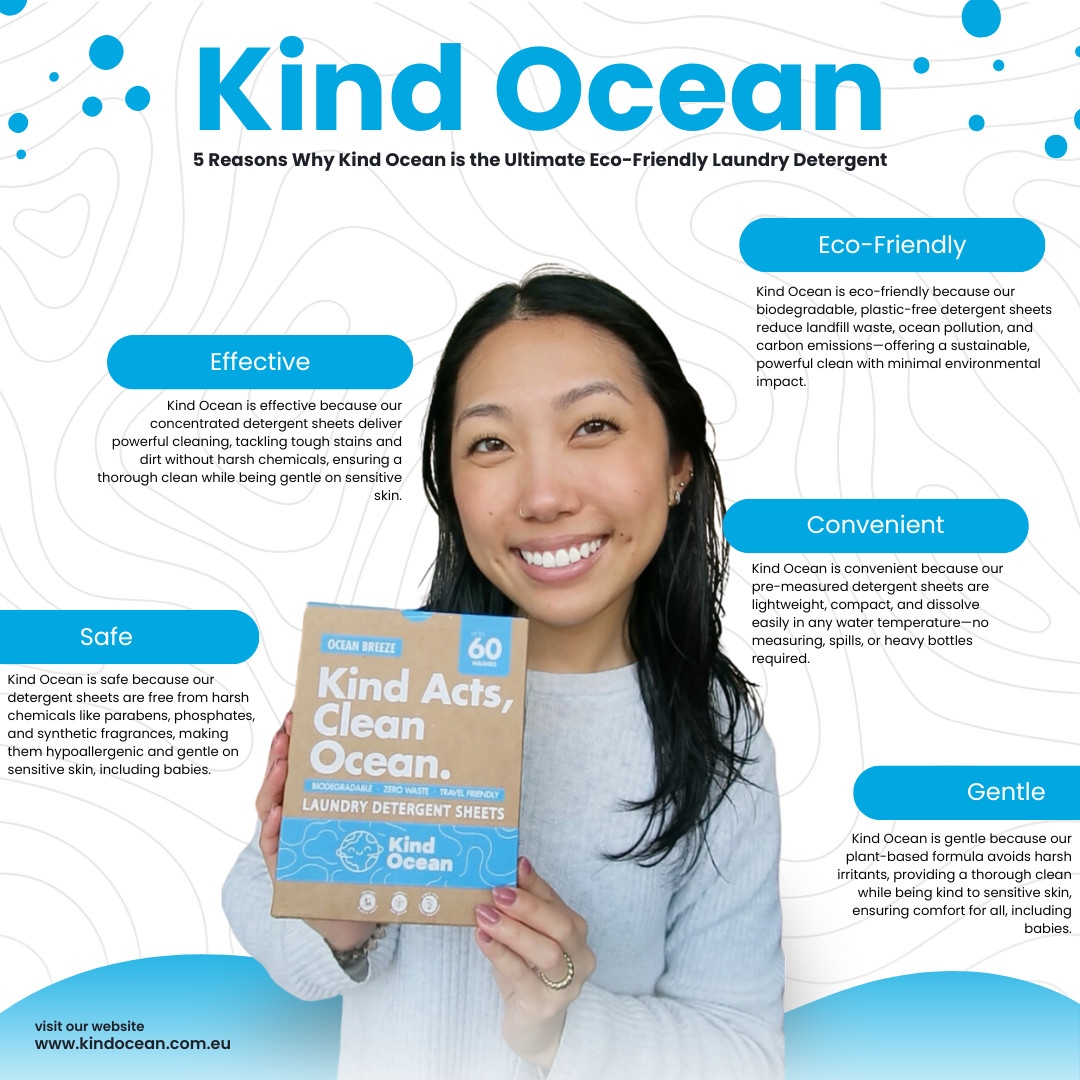 Kind Ocean
5 Reasons Why Kind Ocean is the Ultimate Eco-Friendly Laundry Detergent
Eco-Friendly
Kind Ocean is eco-friendly because our
biodegradable, plastic-free detergent sheets
reduce landfill waste, ocean pollution, and
carbon emissions—offering a sustainable,
powerful clean with minimal environmental
impact.
Effective
Kind Ocean is effective because our
concentrated detergent sheets deliver
powerful cleaning, tackling tough stains and
dirt without harsh chemicals, ensuring a
thorough clean while being gentle on sensitive
skin.
Convenient
Kind Ocean is convenient because our
pre-measured detergent sheets are
lightweight, compact, and dissolve
easily in any water temperature—no
measuring, spills, or heavy bottles
required.
Safe
Kind Ocean is safe because our
detergent sheets are free from harsh
chemicals like parabens, phosphates,
and synthetic fragrances, making
them hypoallergenic and gentle on
sensitive skin, including babies.
OCEAN BREEZE
UP TO
60
WASHES
Kind Acts,
Clean
Ocean.
BIODEGRADABLE · ZERO WASTE · TRAVEL FRIENDLY
LAUNDRY DETERGENT SHEETS
Kind
Ocean
Gentle
Kind Ocean is gentle because our
plant-based formula avoids harsh
irritants, providing a thorough clean
while being kind to sensitive skin,
ensuring comfort for all, including
babies.
visit our website
www.kindocean.com.eu